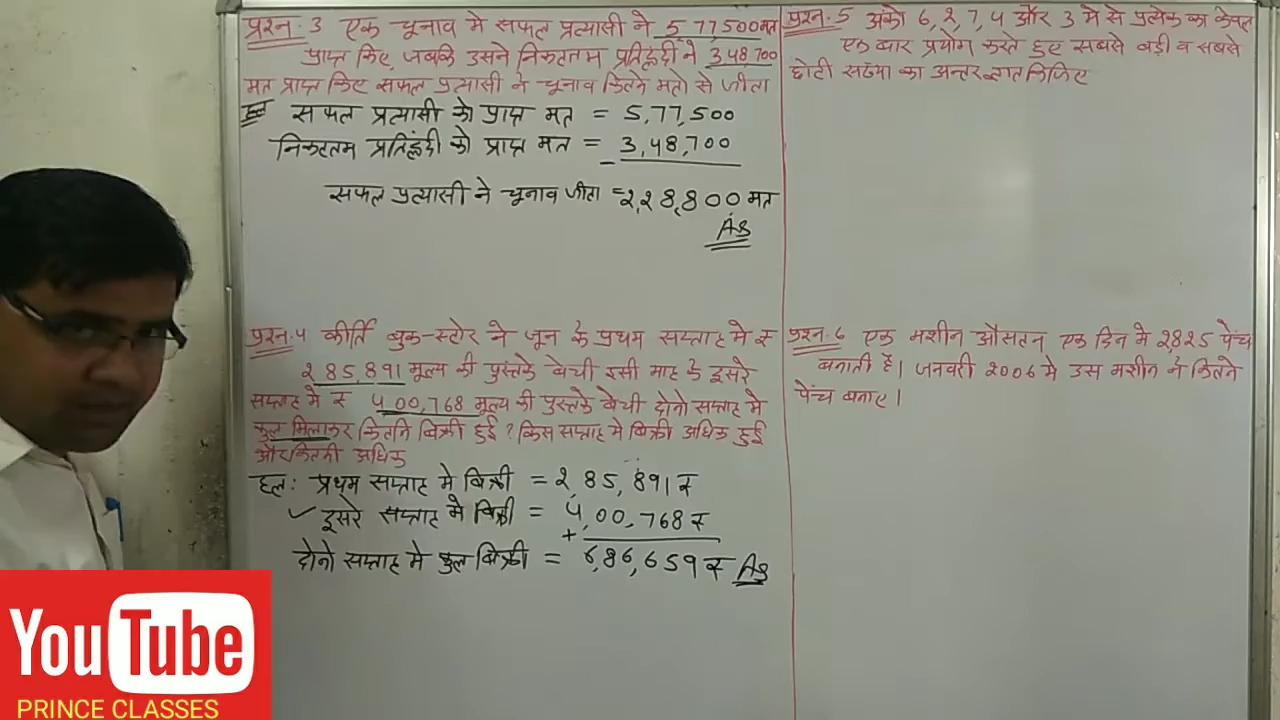 प्रश्न.3 एक चूनाव मे सफल प्रत्याशी ने 5,77,500 मत
प्राप्त किए, जबकि उसने निकटतम प्रतिद्वंदी ने 3,48,700
मत प्राप्त किए सफल प्रत्याशी ने चूनाव कितने मतो से जीता
हल सफल प्रत्याशी को प्राप्त मत = 5,77,500
निकटतम प्रतिद्वंदी को प्राप्त मत = 3,48,700
सफल प्रत्याशी ने चूनाव जीता = 2,28,800 मत
Ans
प्रश्न.4 कीर्ति बुक-स्टोर ने जून के प्रथम सप्ताह मे ₹
2,85,891 मूल्य की पुस्तके बेची इसी माह के दूसरे
सप्ताह मे ₹ 4,00,768 मूल्य की पुस्तके बेची दोनो सप्ताह मे
कुल मिलाकर कितनि बिक्री हुई ? किस सप्ताह मे बिक्री अधिक हुई
और कितनी अधिक
हल: प्रथम सप्ताह मे बिक्री = 2,85,891 ₹
✓ दूसरे सप्ताह मे बिक्री = 4,00,768 ₹
+
दोनो सप्ताह मे कुल बिक्री = 6,86,659 ₹ Ans
प्रश्न.5 अंको 6,2,7,4 और 3 मे से प्रत्येक का केवल
एक बार प्रयोग करते हुए सबसे बड़ी व सबसे
छोटी संख्या का अन्तर ज्ञात किजिए
प्रश्न.6 एक मशीन औसतन एक दिन मे 2,825 पेंच
बनाती है। जनवरी 2006 मे उस मशीन ने कितने
पेंच बनाए।
YouTube
PRINCE CLASSES